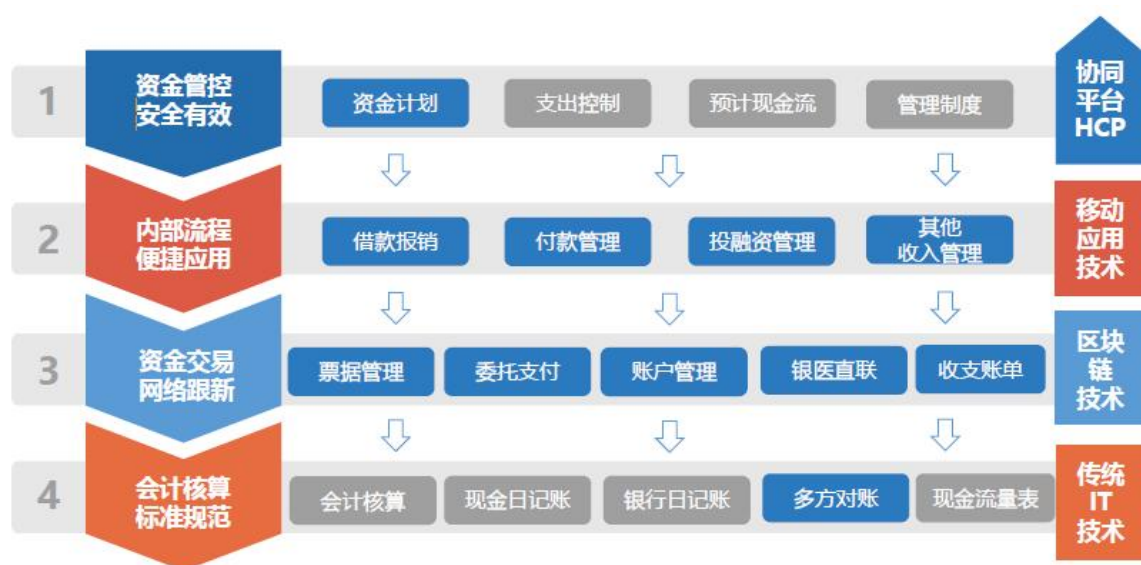 1
资金管控
安全有效
资金计划
支出控制
预计现金流
管理制度
协同
平台
HCP
2
内部流程
便捷应用
借款报销
付款管理
投融资管理
其他
收入管理
移动
应用
技术
3
资金交易
网络跟新
票据管理
委托支付
账户管理
银医直联
收支账单
区块
链
技术
4
会计核算
标准规范
会计核算
现金日记账
银行日记账
多方对账
现金流量表
传统
IT
技术